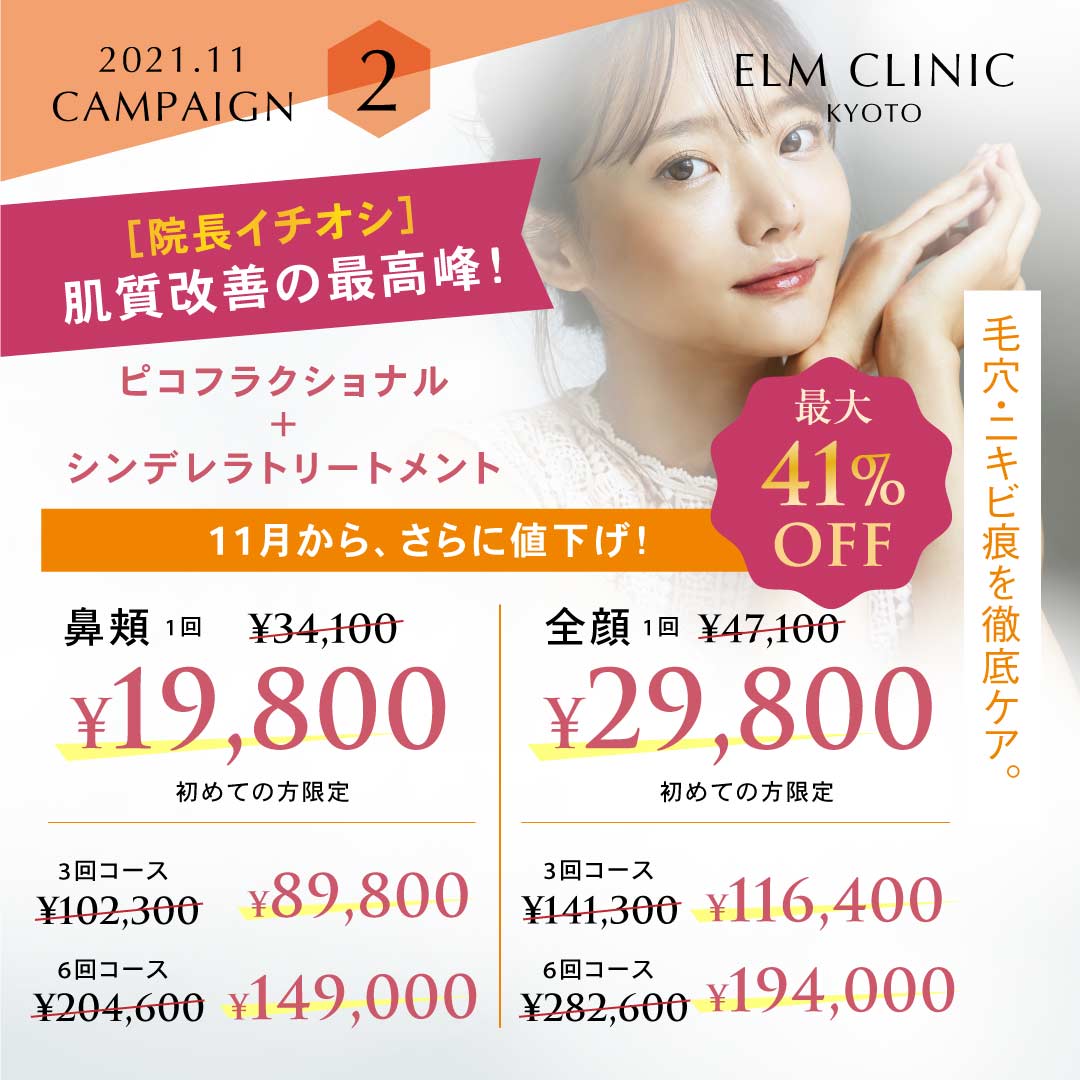 2021.11
CAMPAIGN
2
ELM CLINIC
KYOTO
[院長イチオシ]
肌質改善の最高峰!
ピコフラクショナル
+
シンデレラトリートメント
最大
41%
OFF
毛穴・ニキビ痕を徹底ケア。
11月から、さらに値下げ!
鼻頬 1回 ¥34,100
¥19,800
初めての方限定
3回コース
¥102,300 ¥89,800
6回コース
¥204,600 ¥149,000
全顔 1回 ¥47,100
¥29,800
初めての方限定
3回コース
¥141,300 ¥116,400
6回コース
¥282,600 ¥194,000